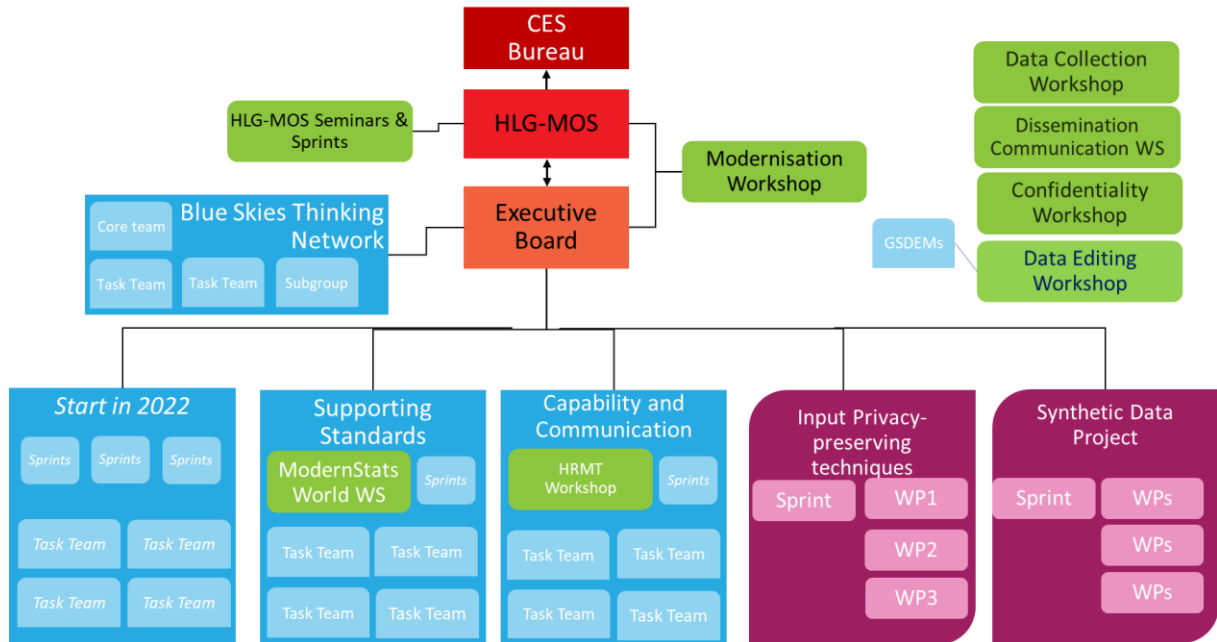 CES
Bureau
HLG-MOS
HLG-MOS Seminars &
Sprints
Modernisation
Workshop
Executive
Board
Blue Skies Thinking
Network
Core team
Task Team
Task Team
Subgroup
Data Collection
Workshop
Dissemination
Communication WS
Confidentiality
Workshop
GSDEMs
Data Editing
Workshop
Start in 2022
Sprints
Sprints
Sprints
Task Team
Task Team
Task Team
Task Team
Supporting
Standards
ModernStats
World WS
Sprints
Task Team
Task Team
Task Team
Task Team
Capability and
Communication
HRMT
Workshop
Sprints
Task Team
Task Team
Task Team
Task Team
Input Privacy-
preserving
techniques
Sprint
WP1
WP2
WP3
Synthetic Data
Project
Sprint
WPs
WPs
WPs